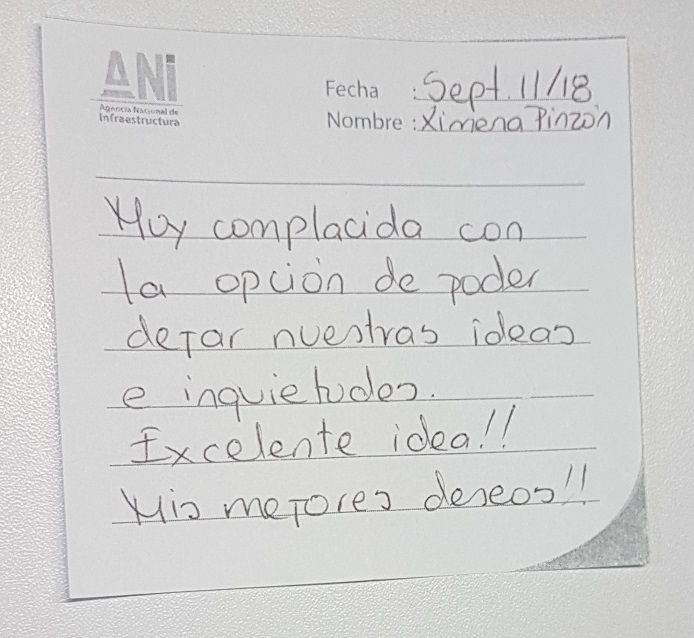 ANI
Agencia Nacional de
Infraestructura
Fecha : Sept. 11/18
Nombre : Ximena Pinzón
Muy complacida con
la opción de poder
dejar nuestras ideas
e inquietudes.
Excelente idea!!
Mis mejores deseos!!